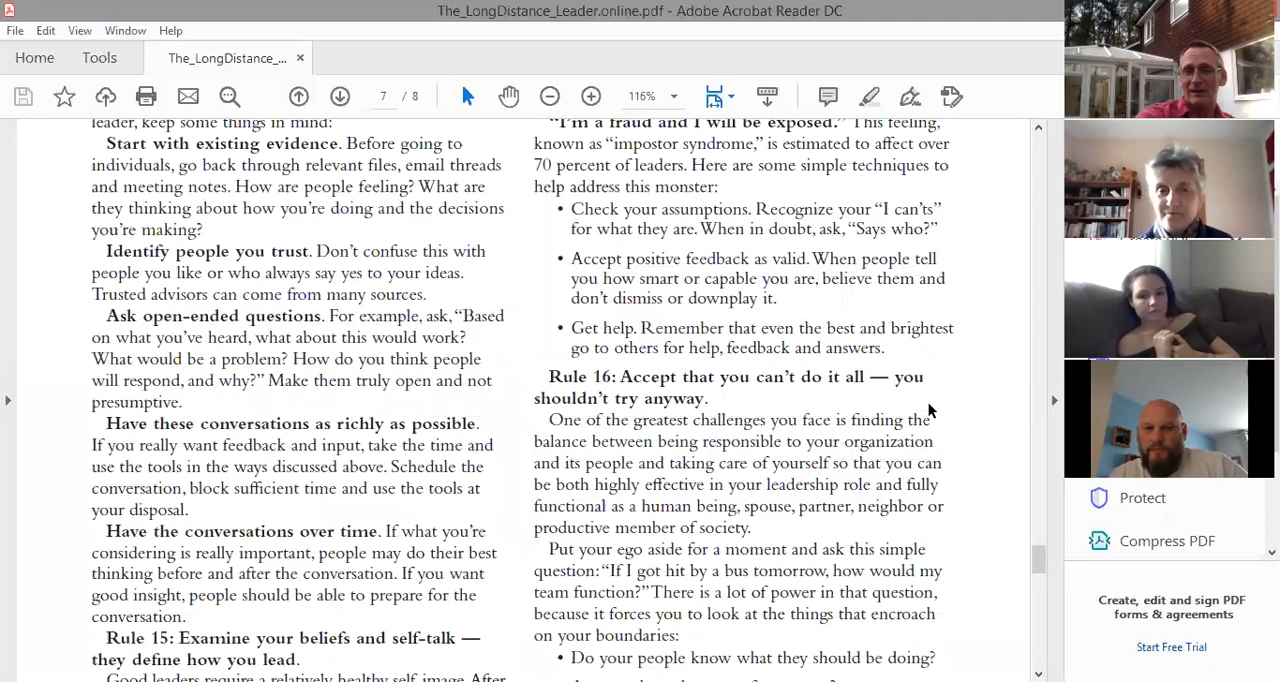 The_LongDistance_Leader.online.pdf - Adobe Acrobat Reader DC
File Edit View Window Help
Home Tools The_LongDistance_... ×
7 / 8 116%
leader, keep some things in mind:
Start with existing evidence. Before going to
individuals, go back through relevant files, email threads
and meeting notes. How are people feeling? What are
they thinking about how you’re doing and the decisions
you’re making?
Identify people you trust. Don’t confuse this with
people you like or who always say yes to your ideas.
Trusted advisors can come from many sources.
Ask open-ended questions. For example, ask, “Based
on what you’ve heard, what about this would work?
What would be a problem? How do you think people
will respond, and why?” Make them truly open and not
presumptive.
Have these conversations as richly as possible.
If you really want feedback and input, take the time and
use the tools in the ways discussed above. Schedule the
conversation, block sufficient time and use the tools at
your disposal.
Have the conversations over time. If what you’re
considering is really important, people may do their best
thinking before and after the conversation. If you want
good insight, people should be able to prepare for the
conversation.
Rule 15: Examine your beliefs and self-talk —
they define how you lead.
Good leaders require a relatively healthy self image. After
“I’m a fraud and I will be exposed.” This feeling,
known as “impostor syndrome,” is estimated to affect over
70 percent of leaders. Here are some simple techniques to
help address this monster:
• Check your assumptions. Recognize your “I can’ts”
for what they are. When in doubt, ask, “Says who?”
• Accept positive feedback as valid. When people tell
you how smart or capable you are, believe them and
don’t dismiss or downplay it.
• Get help. Remember that even the best and brightest
go to others for help, feedback and answers.
Rule 16: Accept that you can’t do it all — you
shouldn’t try anyway.
One of the greatest challenges you face is finding the
balance between being responsible to your organization
and its people and taking care of yourself so that you can
be both highly effective in your leadership role and fully
functional as a human being, spouse, partner, neighbor or
productive member of society.
Put your ego aside for a moment and ask this simple
question: “If I got hit by a bus tomorrow, how would my
team function?” There is a lot of power in that question,
because it forces you to look at the things that encroach
on your boundaries:
• Do your people know what they should be doing?
Protect
Compress PDF
Create, edit and sign PDF
forms & agreements
Start Free Trial